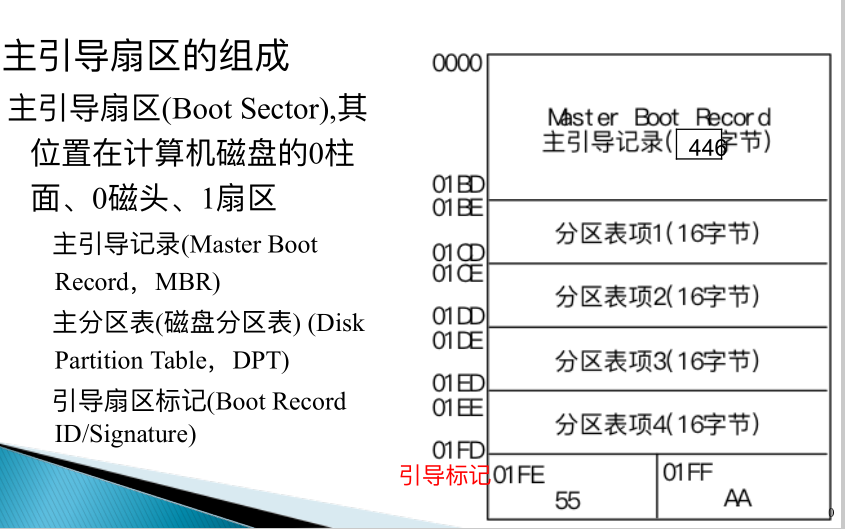 主引导扇区的组成
主引导扇区(Boot Sector),其
位置在计算机磁盘的0柱
面、0磁头、1扇区
主引导记录(Master Boot
Record，MBR)
主分区表(磁盘分区表) (Disk
Partition Table，DPT)
引导扇区标记(Boot Record
ID/Signature)
0000
Master Boot Record
主引导记录( 446字节)
01BD
01BE
分区表项1(16字节)
01CD
01CE
分区表项2(16字节)
01DD
01DE
分区表项3(16字节)
01ED
01EE
分区表项4(16字节)
01FD
引导标记
01FE
55
01FF
AA
0